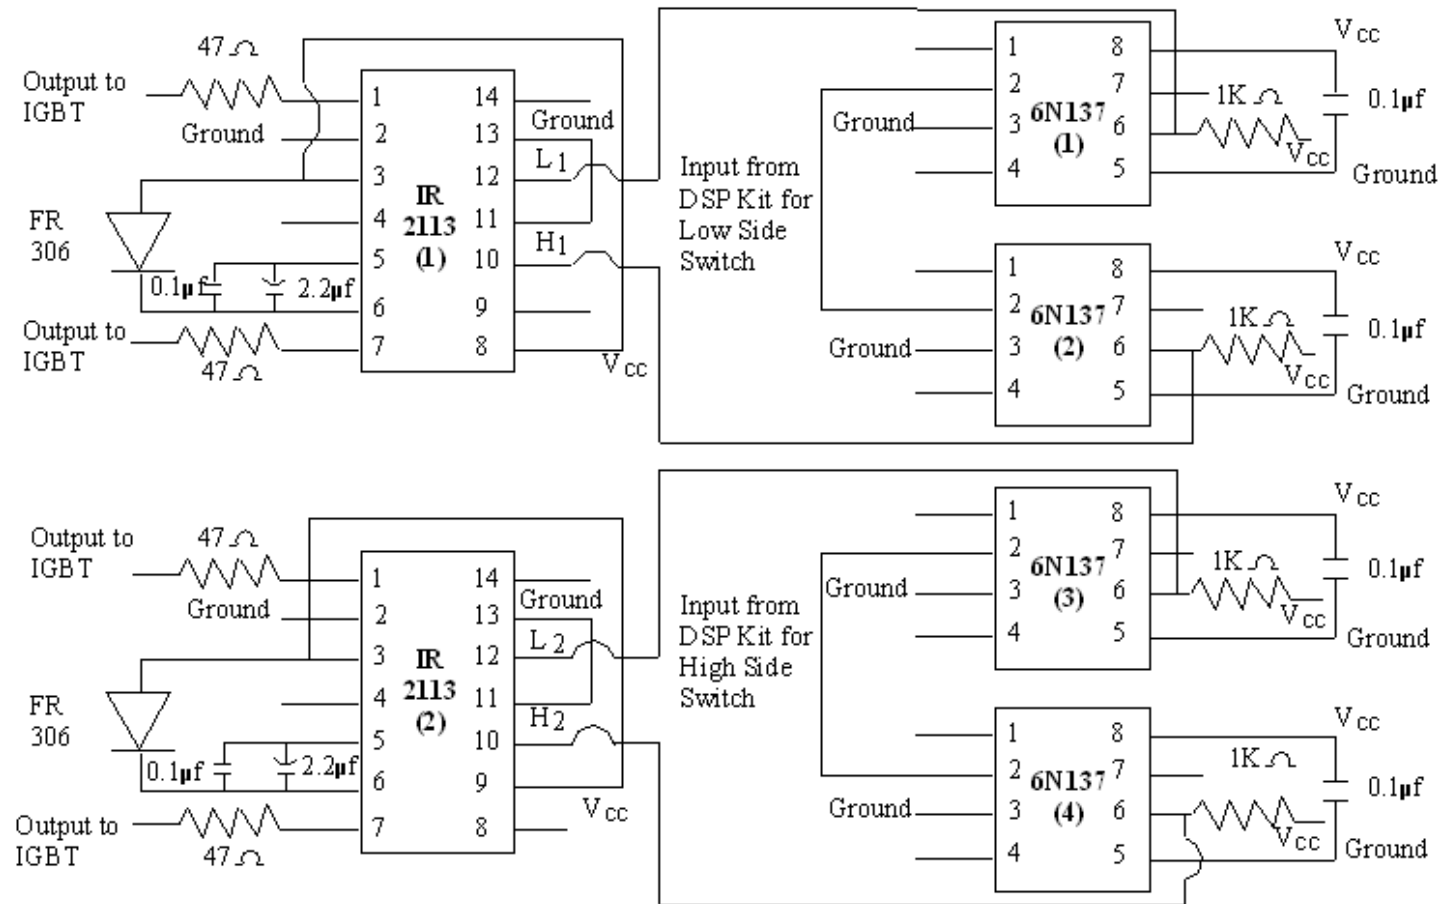 47 Ω
Output to
IGBT
Ground
1
2
3
4
5
6
7
IR
2113
(1)
14
13
12
11
10
9
8
Ground
L1
H1
Vcc
FR
306
0.1µf
2.2µf
Output to
IGBT
47 Ω
Input from
DSP Kit for
Low Side
Switch
1
2
3
4
6N137
(1)
8
7
6
5
Ground
Vcc
1K Ω
0.1µf
Vcc
Ground
1
2
3
4
6N137
(2)
8
7
6
5
Ground
Vcc
1K Ω
0.1µf
Vcc
Ground
Output to
IGBT
47 Ω
Ground
1
2
3
4
5
6
7
IR
2113
(2)
14
13
12
11
10
9
8
Ground
L2
H2
Vcc
FR
306
0.1µf
2.2µf
Output to
IGBT
47 Ω
Input from
DSP Kit for
High Side
Switch
1
2
3
4
6N137
(3)
8
7
6
5
Ground
Vcc
1K Ω
0.1µf
Vcc
Ground
1
2
3
4
6N137
(4)
8
7
6
5
Ground
Vcc
1K Ω
0.1µf
Vcc
Ground